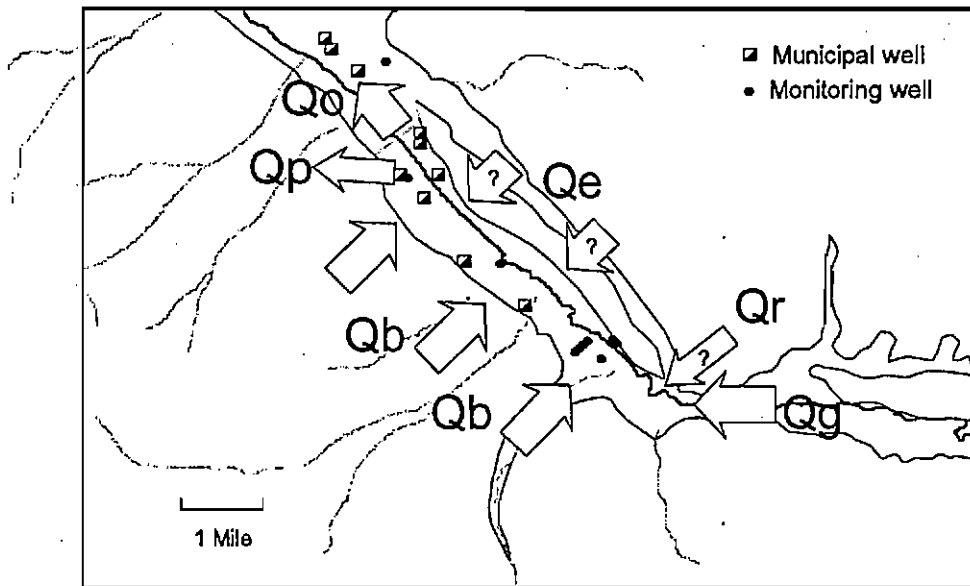 Municipal well
Monitoring well
Qo
Qp
?
Qe
?
Qr
Qb
?
Qb
Qg
1 Mile